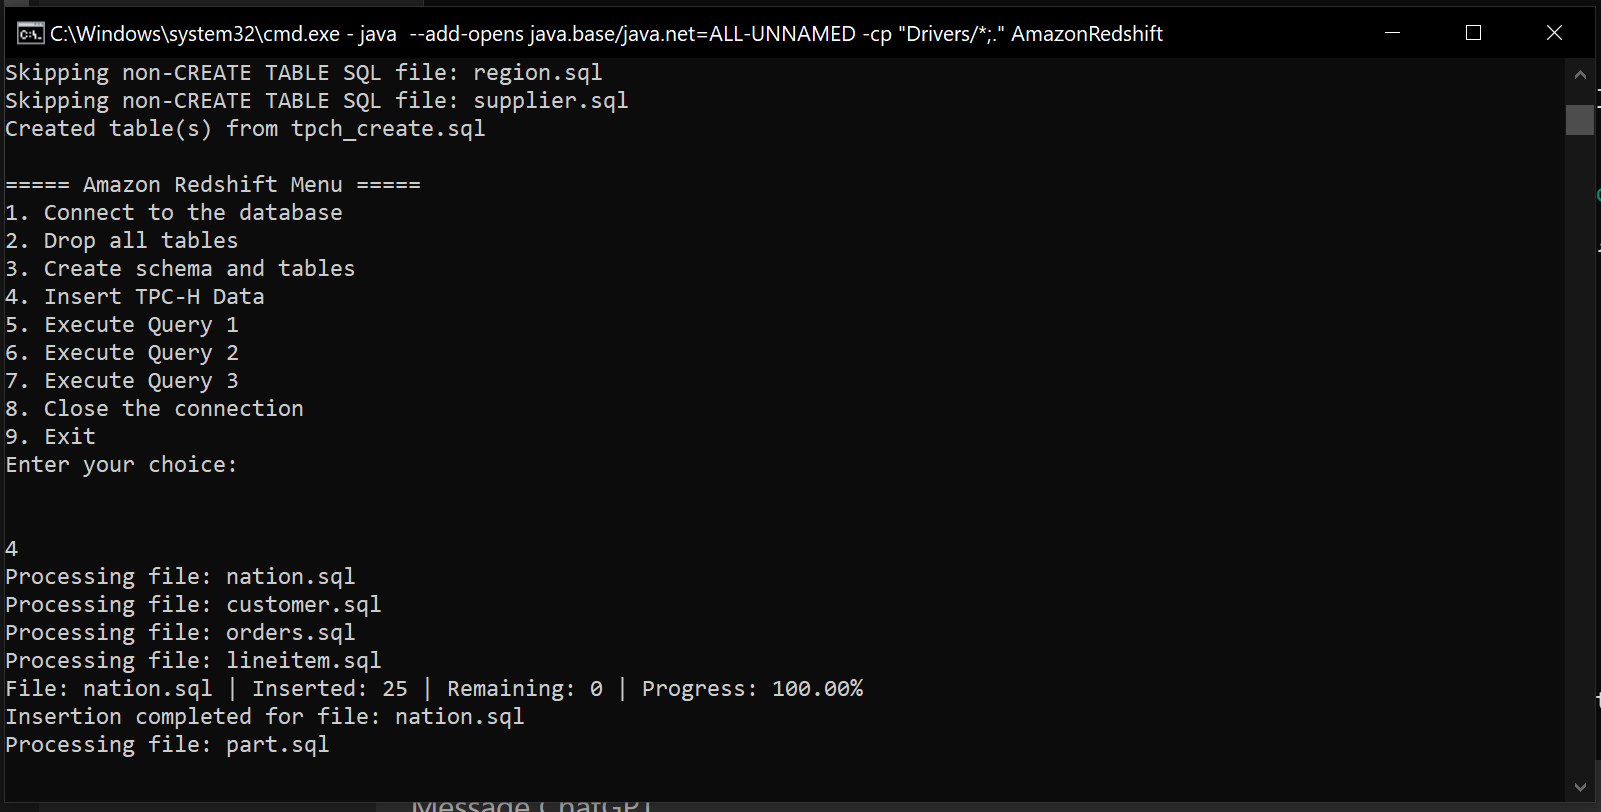 C:\Windows\system32\cmd.exe - java  --add-opens java.base/java.net=ALL-UNNAMED -cp "Drivers/*;." AmazonRedshift
Skipping non-CREATE TABLE SQL file: region.sql
Skipping non-CREATE TABLE SQL file: supplier.sql
Created table(s) from tpch_create.sql
===== Amazon Redshift Menu =====
1. Connect to the database
2. Drop all tables
3. Create schema and tables
4. Insert TPC-H Data
5. Execute Query 1
6. Execute Query 2
7. Execute Query 3
8. Close the connection
9. Exit
Enter your choice:
4
Processing file: nation.sql
Processing file: customer.sql
Processing file: orders.sql
Processing file: lineitem.sql
File: nation.sql | Inserted: 25 | Remaining: 0 | Progress: 100.00%
Insertion completed for file: nation.sql
Processing file: part.sql
Message ChatGPT